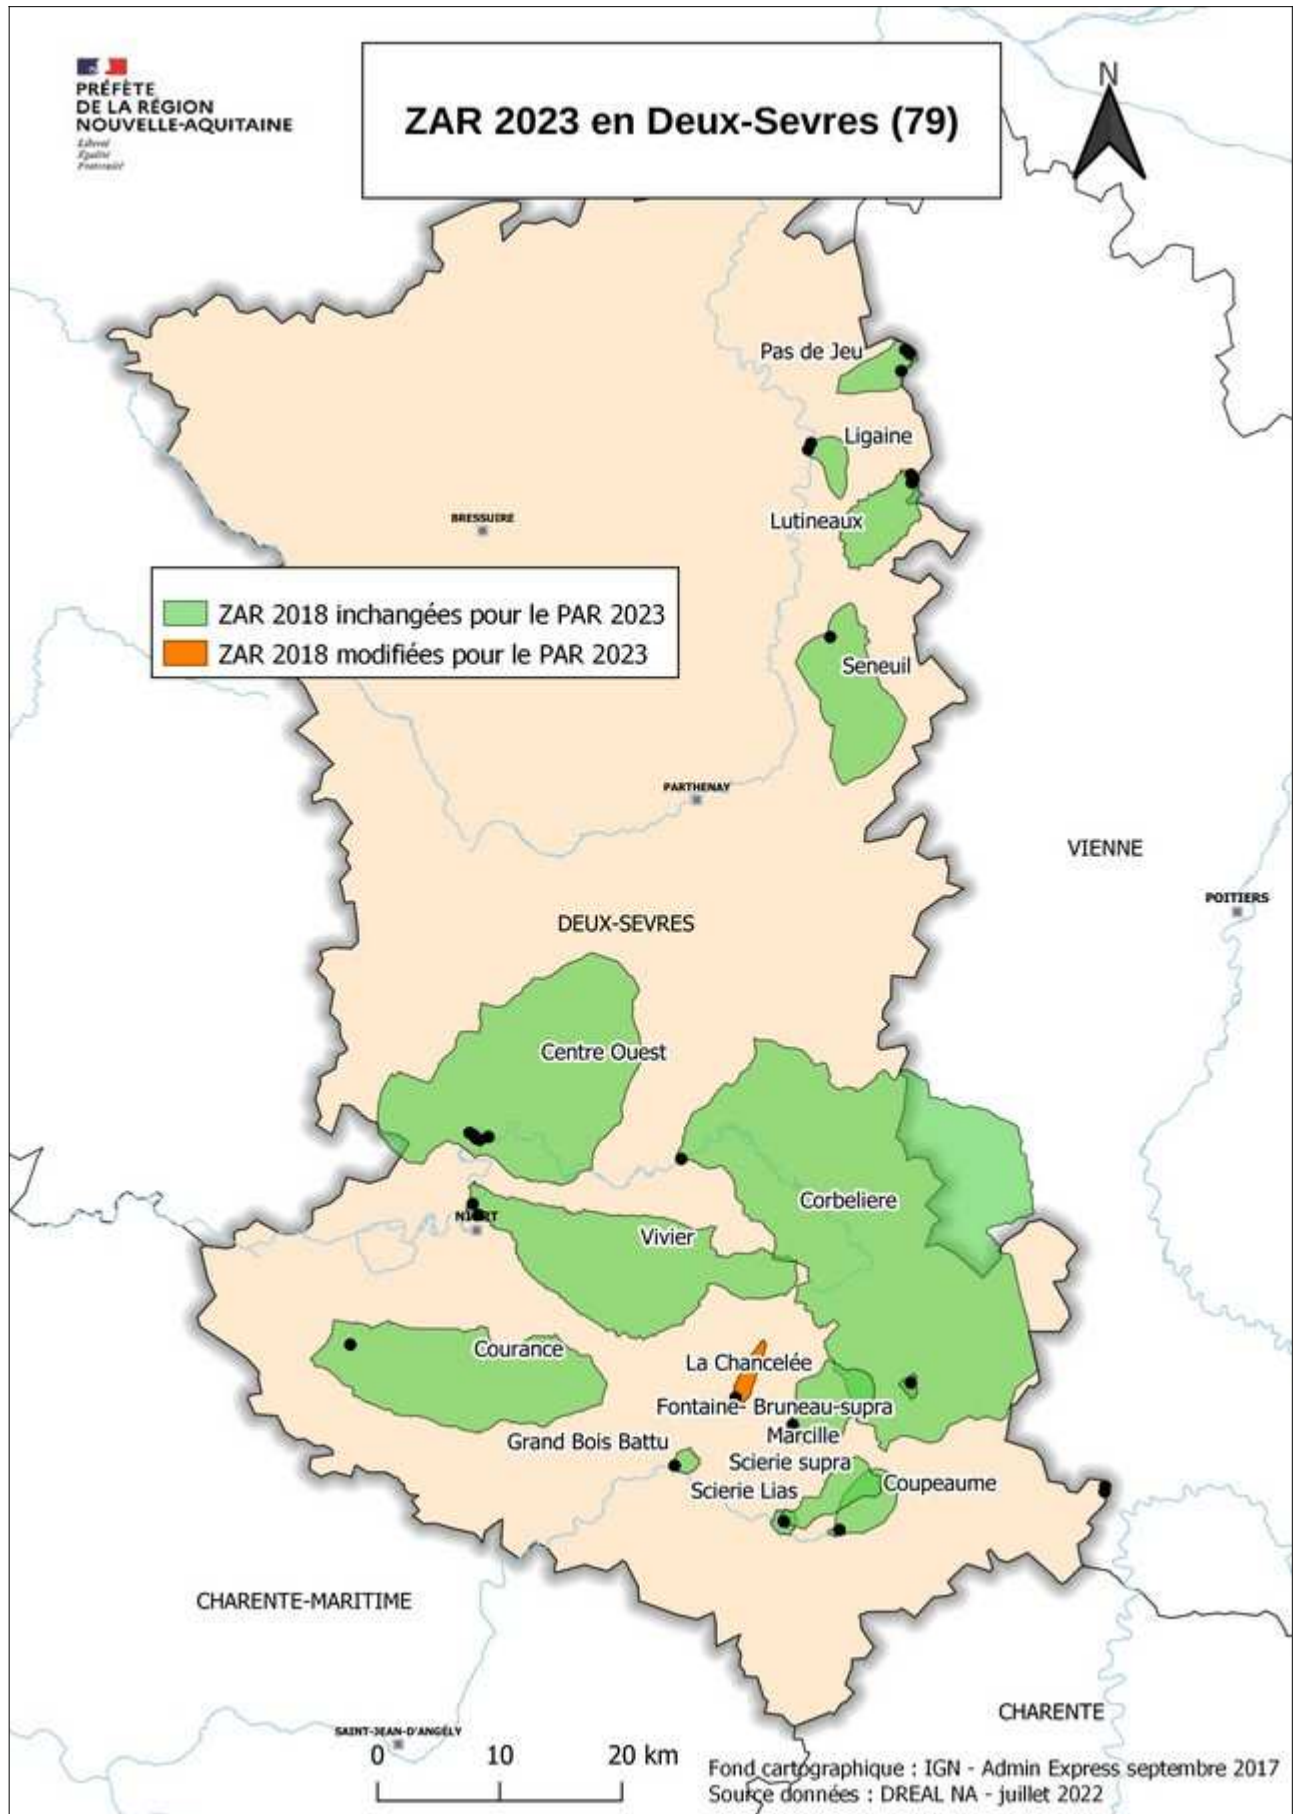 PRÉFÈTE
DE LA RÉGION
NOUVELLE-AQUITAINE
Liberté
Égalité
Fraternité
ZAR 2023 en Deux-Sevres (79)
N
Pas de Jeu
Ligaine
BRESSUIRE
Lutineaux
ZAR 2018 inchangées pour le PAR 2023
ZAR 2018 modifiées pour le PAR 2023
Seneuil
PARTHENAY
VIENNE
POITIERS
DEUX-SEVRES
Centre Ouest
Corbeliere
NIORT
Vivier
Courance
La Chancelée
Fontaine- Bruneau-supra
Marcille
Grand Bois Battu
Scierie supra
Scierie Lias
Coupeaume
CHARENTE-MARITIME
CHARENTE
SAINT-JEAN-D'ANGÉLY
0 10 20 km
Fond cartographique : IGN - Admin Express septembre 2017
Source données : DREAL NA - juillet 2022